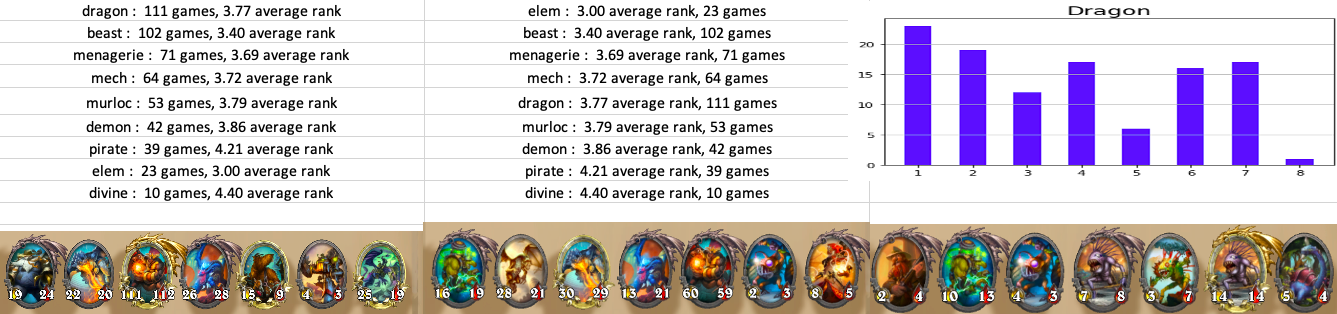 dragon : 111 games, 3.77 average rank
beast : 102 games, 3.40 average rank
menagerie : 71 games, 3.69 average rank
mech : 64 games, 3.72 average rank
murloc : 53 games, 3.79 average rank
demon : 42 games, 3.86 average rank
pirate : 39 games, 4.21 average rank
elem : 23 games, 3.00 average rank
divine : 10 games, 4.40 average rank
elem : 3.00 average rank, 23 games
beast : 3.40 average rank, 102 games
menagerie : 3.69 average rank, 71 games
mech : 3.72 average rank, 64 games
dragon : 3.77 average rank, 111 games
murloc : 3.79 average rank, 53 games
demon : 3.86 average rank, 42 games
pirate : 4.21 average rank, 39 games
divine : 4.40 average rank, 10 games
Dragon
20
15
10
5
0
1 2 3 4 5 6 7 8
19 24 22 20 111 112 26 28 15 9 4 3 25 19
16 19 28 21 30 29 13 21 60 59 2 3 8 5
2 4 10 13 4 3 7 8 3 7 14 14 5 4